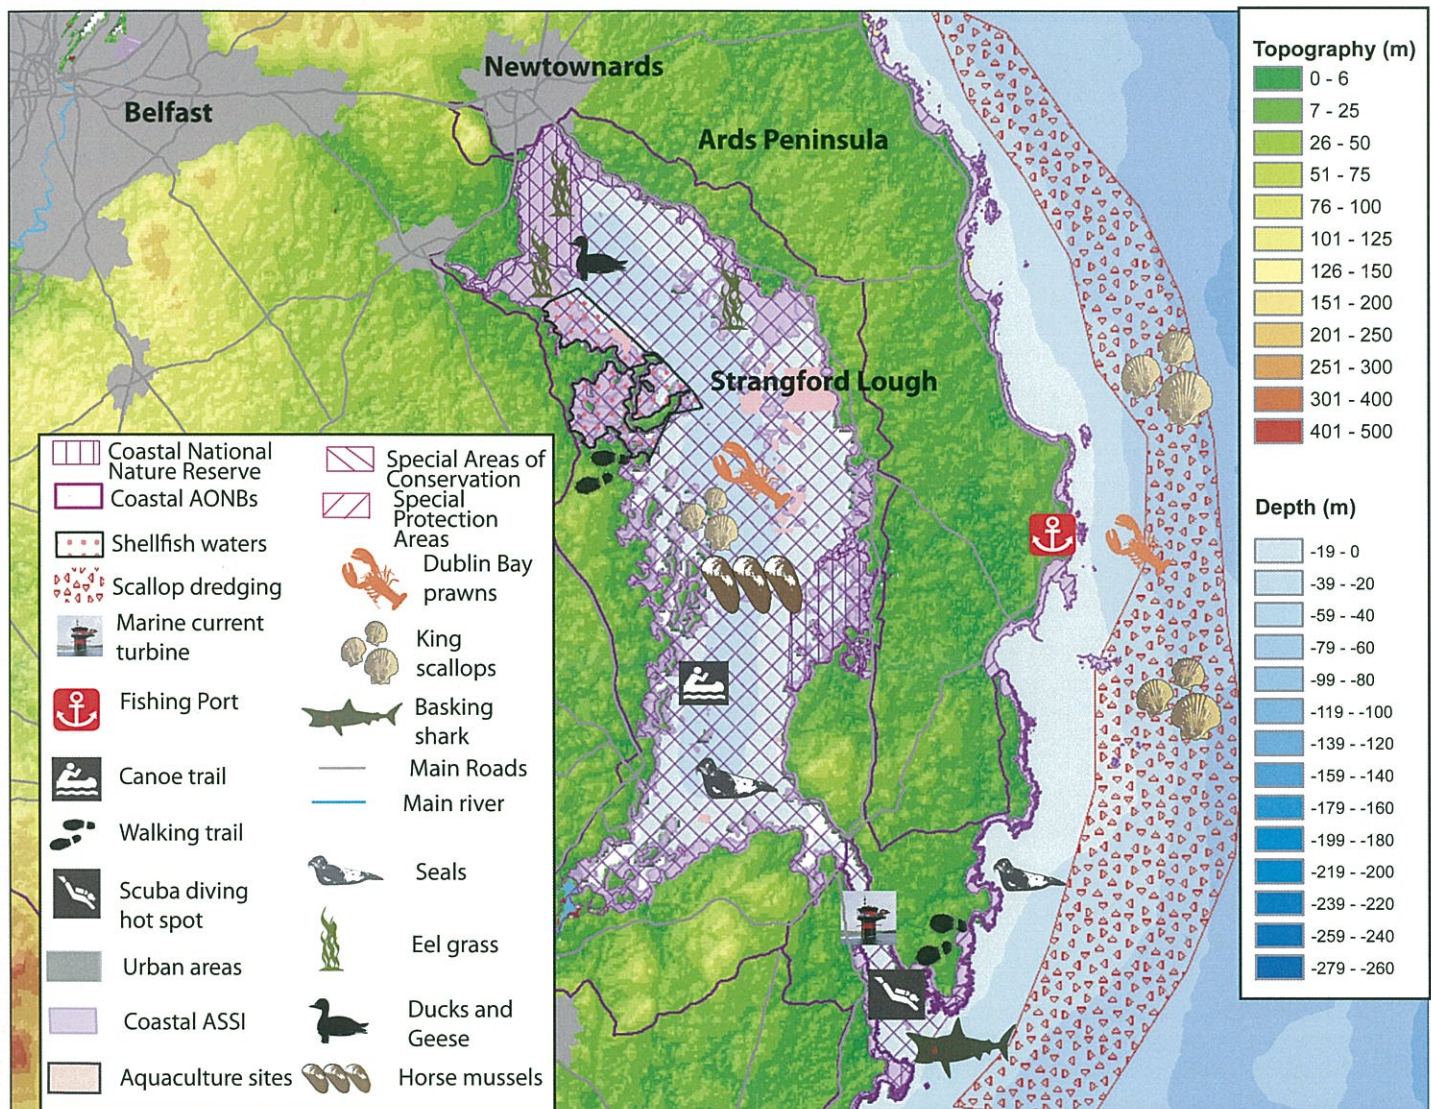 Belfast
Newtownards
Ards Peninsula
Strangford Lough
Coastal National
Nature Reserve
Coastal AONBs
Shellfish waters
Scallop dredging
Marine current
turbine
Fishing Port
Canoe trail
Walking trail
Scuba diving
hot spot
Urban areas
Coastal ASSI
Aquaculture sites
Special Areas of
Conservation
Special
Protection
Areas
Dublin Bay
prawns
King
scallops
Basking
shark
Main Roads
Main river
Seals
Eel grass
Ducks and
Geese
Horse mussels
Topography (m)
0 - 6
7 - 25
26 - 50
51 - 75
76 - 100
101 - 125
126 - 150
151 - 200
201 - 250
251 - 300
301 - 400
401 - 500
Depth (m)
-19 - 0
-39 - -20
-59 - -40
-79 - -60
-99 - -80
-119 - -100
-139 - -120
-159 - -140
-179 - -160
-199 - -180
-219 - -200
-239 - -220
-259 - -240
-279 - -260